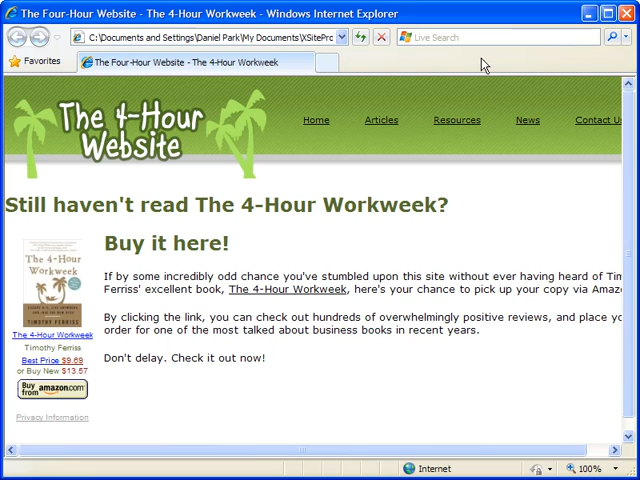 The Four-Hour Website - The 4-Hour Workweek - Windows Internet Explorer
C:\Documents and Settings\Daniel Park\My Documents\XSitePro
Live Search
Favorites
The Four-Hour Website - The 4-Hour Workweek
The 4-Hour
Website
Home
Articles
Resources
News
Contact Us
Still haven't read The 4-Hour Workweek?
The 4-Hour
Workweek
TIMOTHY FERRISS
The 4-Hour Workweek
Timothy Ferriss
Best Price $9.69
or Buy New $13.57
Buy from amazon.com
Privacy Information
Buy it here!
If by some incredibly odd chance you've stumbled upon this site without ever having heard of Tim
Ferriss' excellent book, The 4-Hour Workweek, here's your chance to pick up your copy via Amaz
By clicking the link, you can check out hundreds of overwhelmingly positive reviews, and place yo
order for one of the most talked about business books in recent years.
Don't delay. Check it out now!
Internet
100%